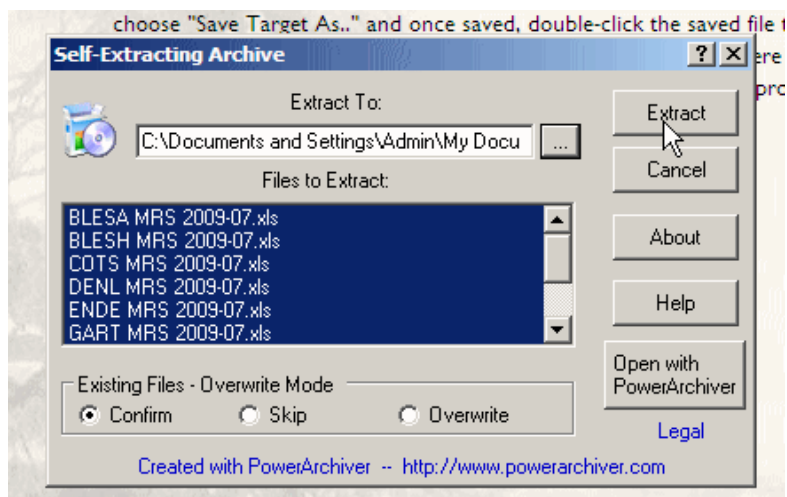 choose "Save Target As.." and once saved, double-click the saved file
Self-Extracting Archive
ere
Extract To:
C:\Documents and Settings\Admin\My Docu
...
Files to Extract:
BLESA MRS 2009-07.xls
BLESH MRS 2009-07.xls
COTS MRS 2009-07.xls
DENL MRS 2009-07.xls
ENDE MRS 2009-07.xls
GART MRS 2009-07.xls
Existing Files - Overwrite Mode
Confirm
Skip
Overwrite
Extract
pro
Cancel
About
Help
Open with
PowerArchiver
Legal
Created with PowerArchiver -- http://www.powerarchiver.com